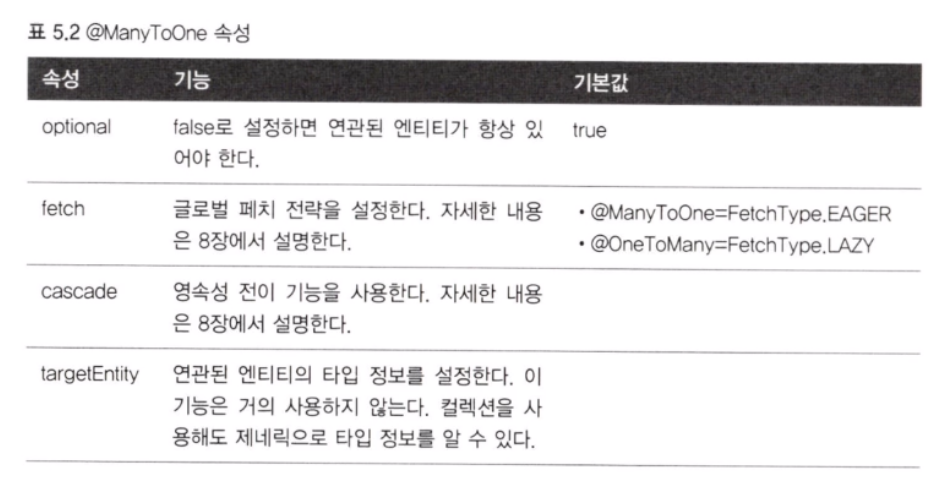 표 5.2 @ManyToOne 속성
속성 기능 기본값
optional false로 설정하면 연관된 엔티티가 항상 있 true
어야 한다.
fetch 글로벌 페치 전략을 설정한다. 자세한 내용 • @ManyToOne=FetchType.EAGER
은 8장에서 설명한다. • @OneToMany=FetchType.LAZY
cascade 영속성 전이 기능을 사용한다. 자세한 내용
은 8장에서 설명한다.
targetEntity 연관된 엔티티의 타입 정보를 설정한다. 이
기능은 거의 사용하지 않는다. 컬렉션을 사
용해도 제네릭으로 타입 정보를 알 수 있다.